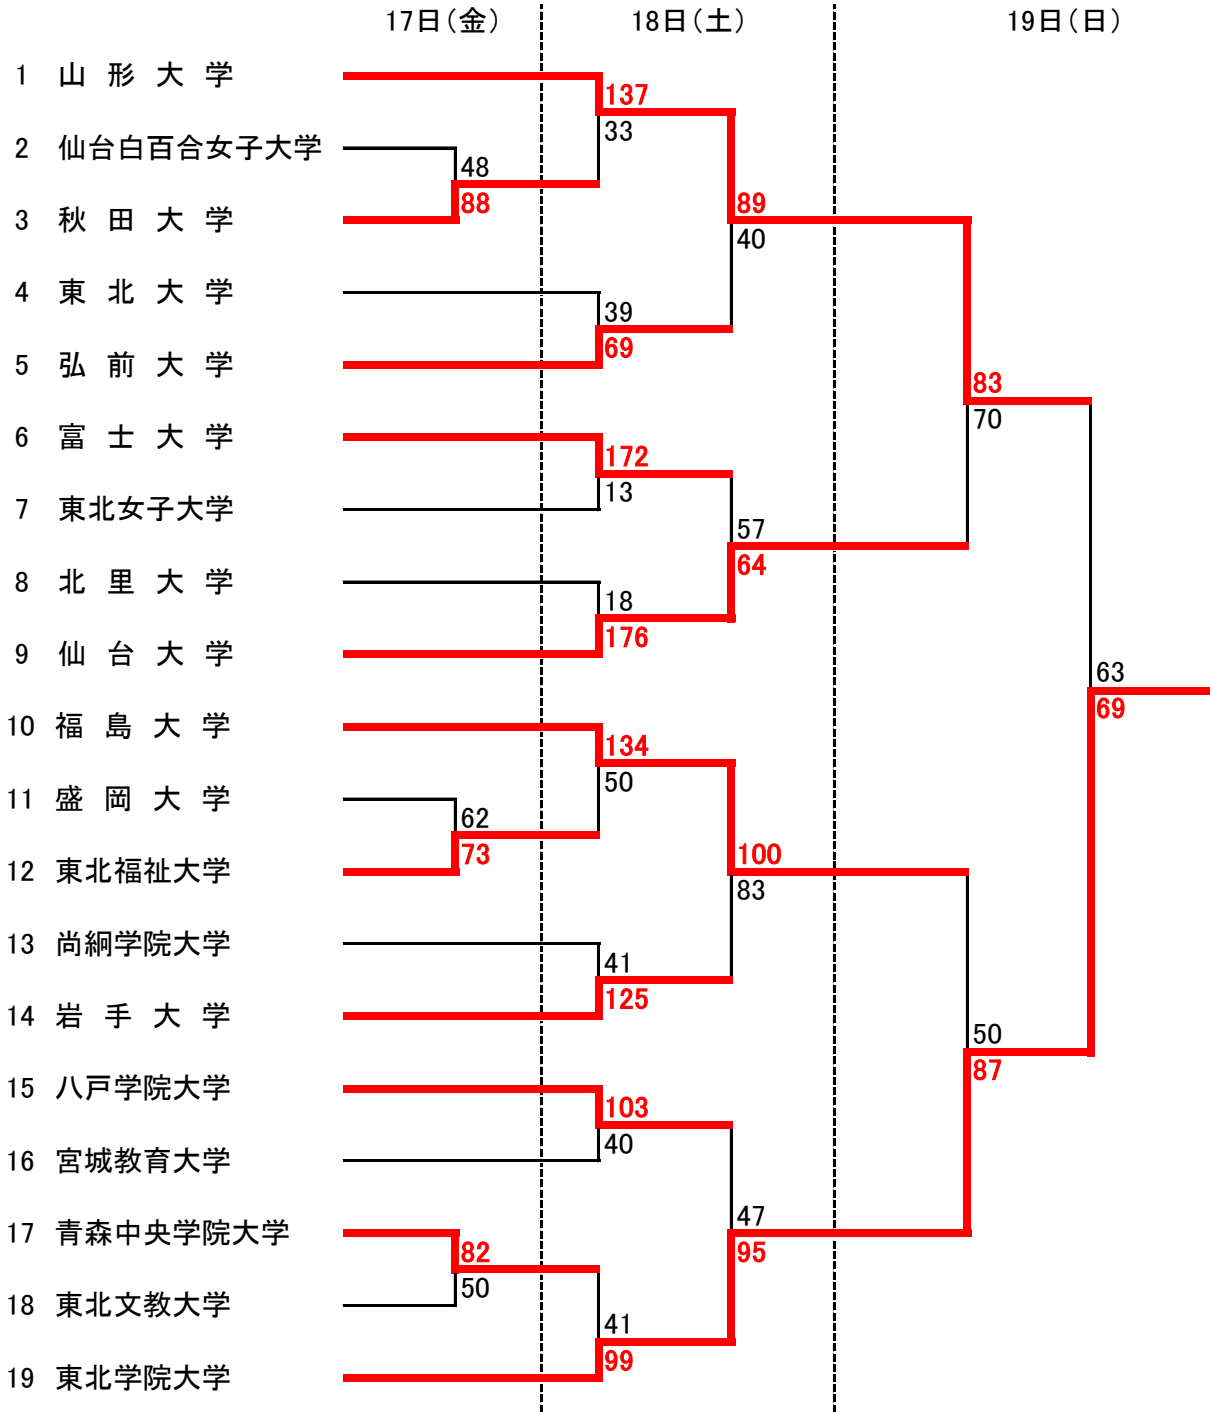 17日(金) 18日(土) 19日(日)
1 山形大学
137
33
2 仙台白百合女子大学
48
88
3 秋田大学
89
40
4 東北大学
39
69
5 弘前大学
83
70
6 富士大学
172
13
7 東北女子大学
57
64
8 北里大学
18
176
9 仙台大学
63
69
10 福島大学
134
50
11 盛岡大学
62
73
12 東北福祉大学
100
83
13 尚絅学院大学
41
125
14 岩手大学
50
87
15 八戸学院大学
103
40
16 宮城教育大学
47
95
17 青森中央学院大学
82
50
18 東北文教大学
41
99
19 東北学院大学